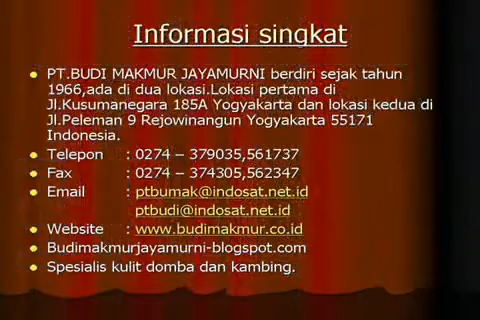 Informasi singkat
PT.BUDI MAKMUR JAYAMURNI berdiri sejak tahun
1966,ada di dua lokasi.Lokasi pertama di
Jl.Kusumanegara 185A Yogyakarta dan lokasi kedua di
Jl.Peleman 9 Rejowinangun Yogyakarta 55171
Indonesia.
Telepon : 0274 – 379035,561737
Fax : 0274 – 374305,562347
Email : ptbumak@indosat.net.id
ptbudi@indosat.net.id
Website : www.budimakmur.co.id
Budimakmurjayamurni-blogspot.com
Spesialis kulit domba dan kambing.